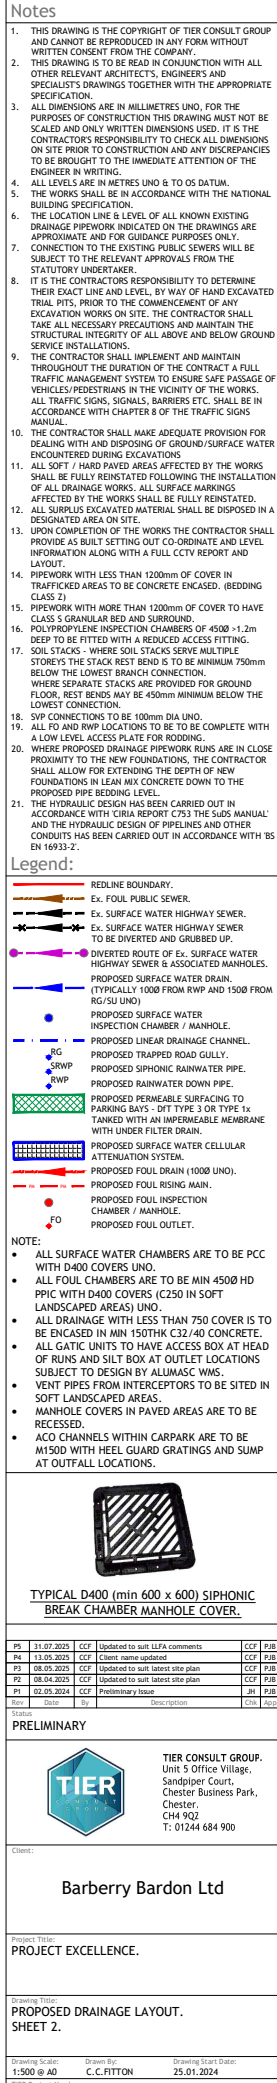 Notes
1. THIS DRAWING IS THE COPYRIGHT OF TIER CONSULT GROUP
AND CANNOT BE REPRODUCED IN ANY FORM WITHOUT
WRITTEN CONSENT FROM THE COMPANY.
2. THIS DRAWING IS TO BE READ IN CONJUNCTION WITH ALL
OTHER RELEVANT ARCHITECT'S, ENGINEER'S AND
SPECIALIST'S DRAWINGS TOGETHER WITH THE APPROPRIATE
SPECIFICATION.
3. ALL DIMENSIONS ARE IN MILLIMETRES UNO, FOR THE
PURPOSES OF CONSTRUCTION THIS DRAWING MUST NOT BE
SCALED AND ONLY WRITTEN DIMENSIONS USED. IT IS THE
CONTRACTOR'S RESPONSIBILITY TO CHECK ALL DIMENSIONS
ON SITE PRIOR TO CONSTRUCTION AND ANY DISCREPANCIES
TO BE BROUGHT TO THE IMMEDIATE ATTENTION OF THE
ENGINEER IN WRITING.
4. ALL LEVELS ARE IN METRES UNO & TO OS DATUM.
5. THE WORKS SHALL BE IN ACCORDANCE WITH THE NATIONAL
BUILDING SPECIFICATION.
6. THE LOCATION LINE & LEVEL OF ALL KNOWN EXISTING
DRAINAGE PIPEWORK INDICATED ON THE DRAWINGS ARE
APPROXIMATE AND FOR GUIDANCE PURPOSES ONLY.
7. CONNECTION TO THE EXISTING PUBLIC SEWERS WILL BE
SUBJECT TO THE RELEVANT APPROVALS FROM THE
STATUTORY UNDERTAKER.
8. IT IS THE CONTRACTORS RESPONSIBILITY TO DETERMINE
THEIR EXACT LINE AND LEVEL, BY WAY OF HAND EXCAVATED
TRIAL PITS, PRIOR TO THE COMMENCEMENT OF ANY
EXCAVATION WORKS ON SITE. THE CONTRACTOR SHALL
TAKE ALL NECESSARY PRECAUTIONS AND MAINTAIN THE
STRUCTURAL INTEGRITY OF ALL ABOVE AND BELOW GROUND
SERVICE INSTALLATIONS.
9. THE CONTRACTOR SHALL IMPLEMENT AND MAINTAIN
THROUGHOUT THE DURATION OF THE CONTRACT A FULL
TRAFFIC MANAGEMENT SYSTEM TO ENSURE SAFE PASSAGE OF
VEHICLES/PEDESTRIANS IN THE VICINITY OF THE WORKS.
ALL TRAFFIC SIGNS, SIGNALS, BARRIERS ETC. SHALL BE IN
ACCORDANCE WITH CHAPTER 8 OF THE TRAFFIC SIGNS
MANUAL.
10. THE CONTRACTOR SHALL MAKE ADEQUATE PROVISION FOR
DEALING WITH AND DISPOSING OF GROUND/SURFACE WATER
ENCOUNTERED DURING EXCAVATIONS
11. ALL SOFT / HARD PAVED AREAS AFFECTED BY THE WORKS
SHALL BE FULLY REINSTATED FOLLOWING THE INSTALLATION
OF ALL DRAINAGE WORKS. ALL SURFACE MARKINGS
AFFECTED BY THE WORKS SHALL BE FULLY REINSTATED.
12. ALL SURPLUS EXCAVATED MATERIAL SHALL BE DISPOSED IN A
DESIGNATED AREA ON SITE.
13. UPON COMPLETION OF THE WORKS THE CONTRACTOR SHALL
PROVIDE AS BUILT SETTING OUT CO-ORDINATE AND LEVEL
INFORMATION ALONG WITH A FULL CCTV REPORT AND
LAYOUT.
14. PIPEWORK WITH LESS THAN 1200mm OF COVER IN
TRAFFICKED AREAS TO BE CONCRETE ENCASED. (BEDDING
CLASS Z)
15. PIPEWORK WITH MORE THAN 1200mm OF COVER TO HAVE
CLASS S GRANULAR BED AND SURROUND.
16. POLYPROPYLENE INSPECTION CHAMBERS OF 450Ø >1.2m
DEEP TO BE FITTED WITH A REDUCED ACCESS FITTING.
17. SOIL STACKS - WHERE SOIL STACKS SERVE MULTIPLE
STOREYS THE STACK REST BEND IS TO BE MINIMUM 750mm
BELOW THE LOWEST BRANCH CONNECTION.
WHERE SEPARATE STACKS ARE PROVIDED FOR GROUND
FLOOR, REST BENDS MAY BE 450mm MINIMUM BELOW THE
LOWEST CONNECTION.
18. SVP CONNECTIONS TO BE 100mm DIA UNO.
19. ALL FO AND RWP LOCATIONS TO BE TO BE COMPLETE WITH
A LOW LEVEL ACCESS PLATE FOR RODDING.
20. WHERE PROPOSED DRAINAGE PIPEWORK RUNS ARE IN CLOSE
PROXIMITY TO THE NEW FOUNDATIONS, THE CONTRACTOR
SHALL ALLOW FOR EXTENDING THE DEPTH OF NEW
FOUNDATIONS IN LEAN MIX CONCRETE DOWN TO THE
PROPOSED PIPE BEDDING LEVEL.
21. THE HYDRAULIC DESIGN HAS BEEN CARRIED OUT IN
ACCORDANCE WITH 'CIRIA REPORT C753 THE SuDS MANUAL'
AND THE HYDRAULIC DESIGN OF PIPELINES AND OTHER
CONDUITS HAS BEEN CARRIED OUT IN ACCORDANCE WITH 'BS
EN 16933-2'.
Legend:
REDLINE BOUNDARY.
Ex. FOUL PUBLIC SEWER.
Ex. SURFACE WATER HIGHWAY SEWER.
Ex. SURFACE WATER HIGHWAY SEWER
TO BE DIVERTED AND GRUBBED UP.
DIVERTED ROUTE OF Ex. SURFACE WATER
HIGHWAY SEWER & ASSOCIATED MANHOLES.
PROPOSED SURFACE WATER DRAIN.
(TYPICALLY 100Ø FROM RWP AND 150Ø FROM
RG/SU UNO)
PROPOSED SURFACE WATER
INSPECTION CHAMBER / MANHOLE.
PROPOSED LINEAR DRAINAGE CHANNEL.
RG PROPOSED TRAPPED ROAD GULLY.
SRWP PROPOSED SIPHONIC RAINWATER PIPE.
RWP PROPOSED RAINWATER DOWN PIPE.
PROPOSED PERMEABLE SURFACING TO
PARKING BAYS - DfT TYPE 3 OR TYPE 1x
TANKED WITH AN IMPERMEABLE MEMBRANE
WITH UNDER FILTER DRAIN.
PROPOSED SURFACE WATER CELLULAR
ATTENUATION SYSTEM.
PROPOSED FOUL DRAIN (100Ø UNO).
PROPOSED FOUL RISING MAIN.
PROPOSED FOUL INSPECTION
CHAMBER / MANHOLE.
FO PROPOSED FOUL OUTLET.
NOTE:
• ALL SURFACE WATER CHAMBERS ARE TO BE PCC
WITH D400 COVERS UNO.
• ALL FOUL CHAMBERS ARE TO BE MIN 450Ø HD
PPIC WITH D400 COVERS (C250 IN SOFT
LANDSCAPED AREAS) UNO.
• ALL DRAINAGE WITH LESS THAN 750 COVER IS TO
BE ENCASED IN MIN 150THK C32/40 CONCRETE.
• ALL GATIC UNITS TO HAVE ACCESS BOX AT HEAD
OF RUNS AND SILT BOX AT OUTLET LOCATIONS
SUBJECT TO DESIGN BY ALUMASC WMS.
• VENT PIPES FROM INTERCEPTORS TO BE SITED IN
SOFT LANDSCAPED AREAS.
• MANHOLE COVERS IN PAVED AREAS ARE TO BE
RECESSED.
• ACO CHANNELS WITHIN CARPARK ARE TO BE
M150D WITH HEEL GUARD GRATINGS AND SUMP
AT OUTFALL LOCATIONS.
TYPICAL D400 (min 600 x 600) SIPHONIC
BREAK CHAMBER MANHOLE COVER.
P5 31.07.2025 CCF Updated to suit LLFA comments CCF PJB
P4 13.05.2025 CCF Client name updated CCF PJB
P3 08.05.2025 CCF Updated to suit latest site plan CCF PJB
P2 08.04.2025 CCF Updated to suit latest site plan CCF PJB
P1 02.05.2024 CCF Preliminary Issue JH PJB
Rev Date By Description Chk App
Status
PRELIMINARY
TIER
CONSULT
GROUP
TIER CONSULT GROUP.
Unit 5 Office Village,
Sandpiper Court,
Chester Business Park,
Chester.
CH4 9QZ
T: 01244 684 900
Client:
Barberry Bardon Ltd
Project Title:
PROJECT EXCELLENCE.
Drawing Title:
PROPOSED DRAINAGE LAYOUT.
SHEET 2.
Drawing Scale: Drawn By: Drawing Start Date:
1:500 @ A0 C.C.FITTON 25.01.2024